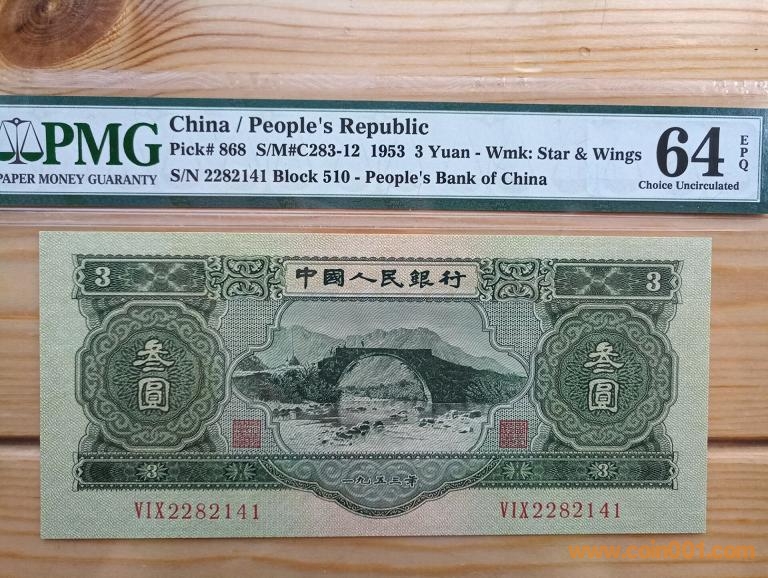 PMG
PAPER MONEY GUARANTY
China / People's Republic
Pick# 868 S/M#C283-12 1953 3 Yuan - Wmk: Star & Wings
S/N 2282141 Block 510 - People's Bank of China
64
EPQ
Choice Uncirculated
3
中國人民銀行
3
叁圓
叁圓
3
一九五三年
3
VIX2282141
VIX2282141
www.coin001.com